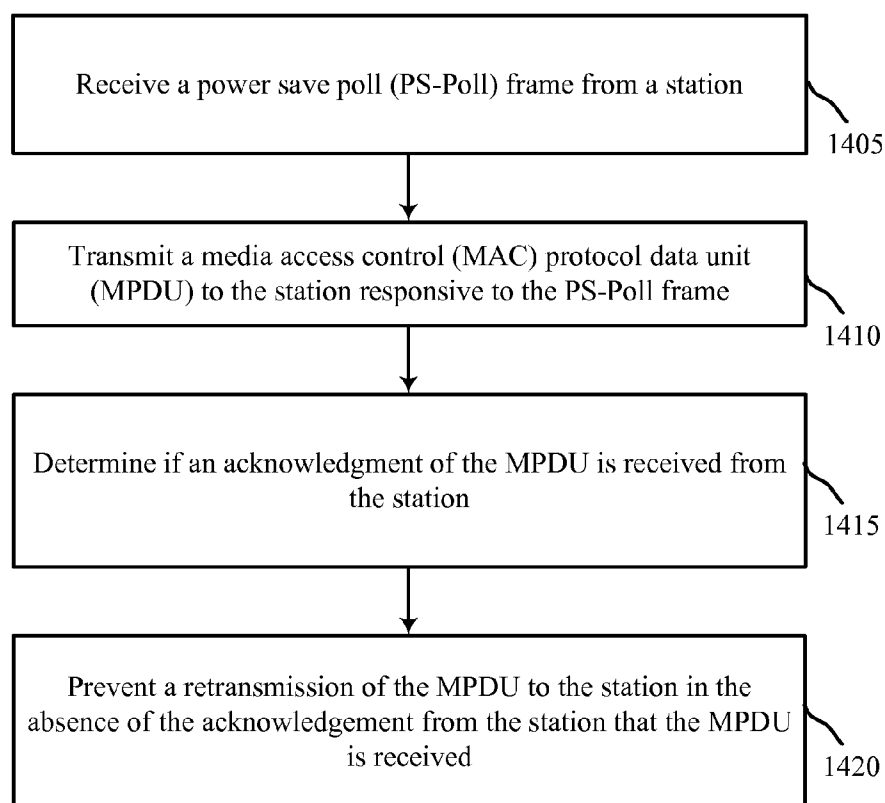 Receive a power save poll (PS-Poll) frame from a station
1405
Transmit a media access control (MAC) protocol data unit
(MPDU) to the station responsive to the PS-Poll frame
1410
Determine if an acknowledgment of the MPDU is received from
the station
1415
Prevent a retransmission of the MPDU to the station in the
absence of the acknowledgement from the station that the MPDU
is received
1420